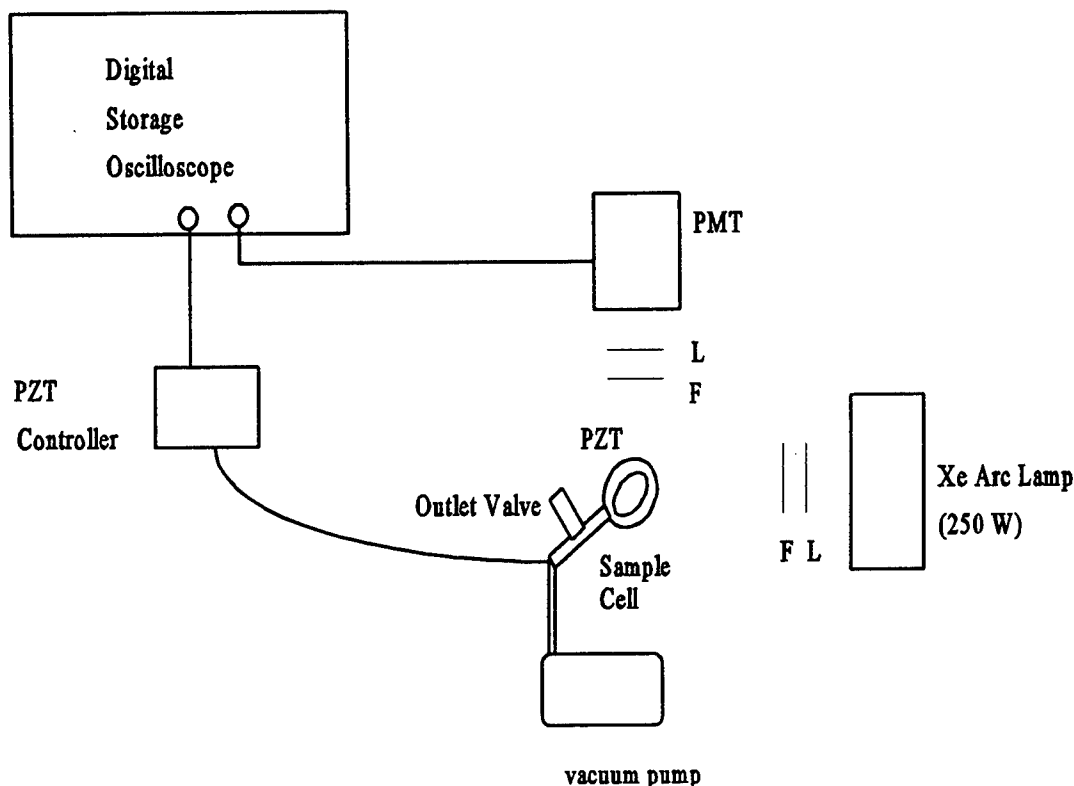 Digital
Storage
Oscilloscope
PMT
L
F
PZT
Controller
PZT
Outlet Valve
Sample
Cell
F L
Xe Arc Lamp
(250 W)
vacuum pump